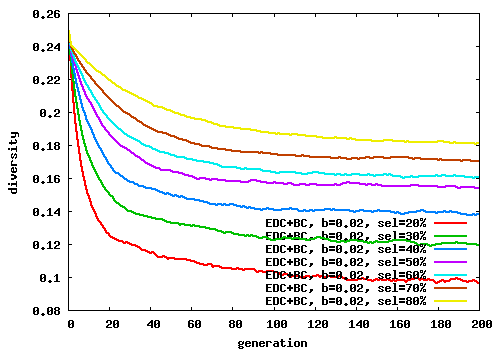 0.26
0.24
0.22
0.2
0.18
0.16
0.14
0.12
0.1
0.08
diversity
EDC+BC, b=0.02, sel=20%
EDC+BC, b=0.02, sel=30%
EDC+BC, b=0.02, sel=40%
EDC+BC, b=0.02, sel=50%
EDC+BC, b=0.02, sel=60%
EDC+BC, b=0.02, sel=70%
EDC+BC, b=0.02, sel=80%
0 20 40 60 80 100 120 140 160 180 200
generation